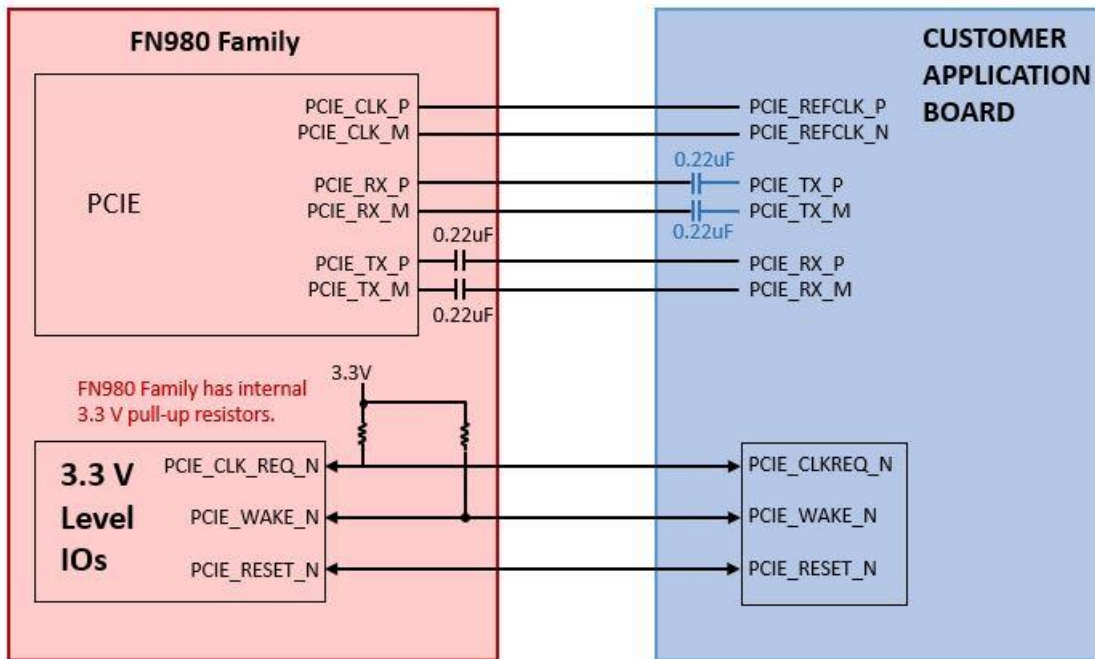 FN980 Family
PCIE
PCIE_CLK_P
PCIE_CLK_M
PCIE_RX_P
PCIE_RX_M
0.22uF
PCIE_TX_P
PCIE_TX_M
0.22uF
CUSTOMER
APPLICATION
BOARD
PCIE_REFCLK_P
PCIE_REFCLK_N
0.22uF
PCIE_TX_P
PCIE_TX_M
0.22uF
PCIE_RX_P
PCIE_RX_M
FN980 Family has internal
3.3 V pull-up resistors.
3.3V
3.3 V
Level
IOs
PCIE_CLK_REQ_N
PCIE_WAKE_N
PCIE_RESET_N
PCIE_CLKREQ_N
PCIE_WAKE_N
PCIE_RESET_N